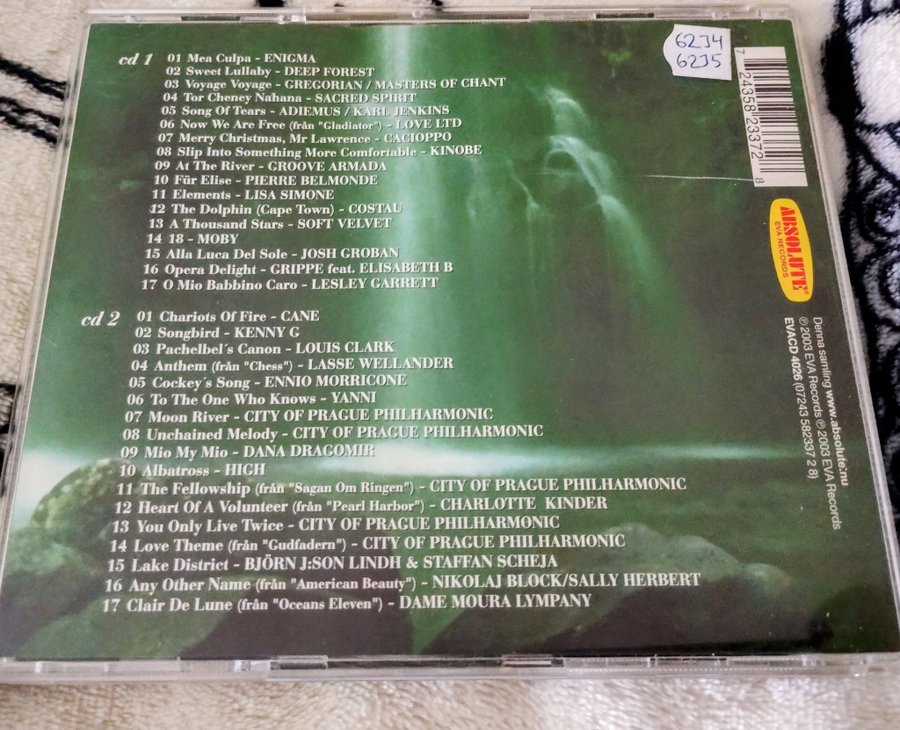 cd 1
01 Mea Culpa - ENIGMA
02 Sweet Lullaby - DEEP FOREST
03 Voyage Voyage - GREGORIAN / MASTERS OF CHANT
04 Tor Cheney Nahana - SACRED SPIRIT
05 Song Of Tears - ADIEMUS / KARL JENKINS
06 Now We Are Free (från "Gladiator") - LOVE LTD
07 Merry Christmas, Mr Lawrence - CAGIOPPO
08 Slip Into Something More Comfortable - KINOBE
09 At The River - GROOVE ARMADA
10 Für Elise - PIERRE BELMONDE
11 Elements - LISA SIMONE
12 The Dolphin (Cape Town) - COSTAU
13 A Thousand Stars - SOFT VELVET
14 18 - MOBY
15 Alla Luca Del Sole - JOSH GROBAN
16 Opera Delight - GRIPPE feat. ELISABETH B
17 O Mio Babbino Caro - LESLEY GARRETT
cd 2
01 Chariots Of Fire - CANE
02 Songbird - KENNY G
03 Pachelbel´s Canon - LOUIS CLARK
04 Anthem (från "Chess") - LASSE WELLANDER
05 Cockey´s Song - ENNIO MORRICONE
06 To The One Who Knows - YANNI
07 Moon River - CITY OF PRAGUE PHILHARMONIC
08 Unchained Melody - CITY OF PRAGUE PHILHARMONIC
09 Mio My Mio - DANA DRAGOMIR
10 Albatross - HIGH
11 The Fellowship (från "Sagan Om Ringen") - CITY OF PRAGUE PHILHARMONIC
12 Heart Of A Volunteer (från "Pearl Harbor") - CHARLOTTE KINDER
13 You Only Live Twice - CITY OF PRAGUE PHILHARMONIC
14 Love Theme (från "Gudfadern") - CITY OF PRAGUE PHILHARMONIC
15 Lake District - BJÖRN J:SON LINDH & STAFFAN SCHEJA
16 Any Other Name (från "American Beauty") - NIKOLAJ BLOCK/SALLY HERBERT
17 Clair De Lune (från "Oceans Eleven") - DAME MOURA LYMPANY
6234
6235
7 24358 23372 8
ABSOLUTE®
EVA RECORDS
Denna samling www.absolute.nu
℗ 2003 EVA Records ℗ 2003 EVA Records
EVACD 4026 (07243 582337 2 8)